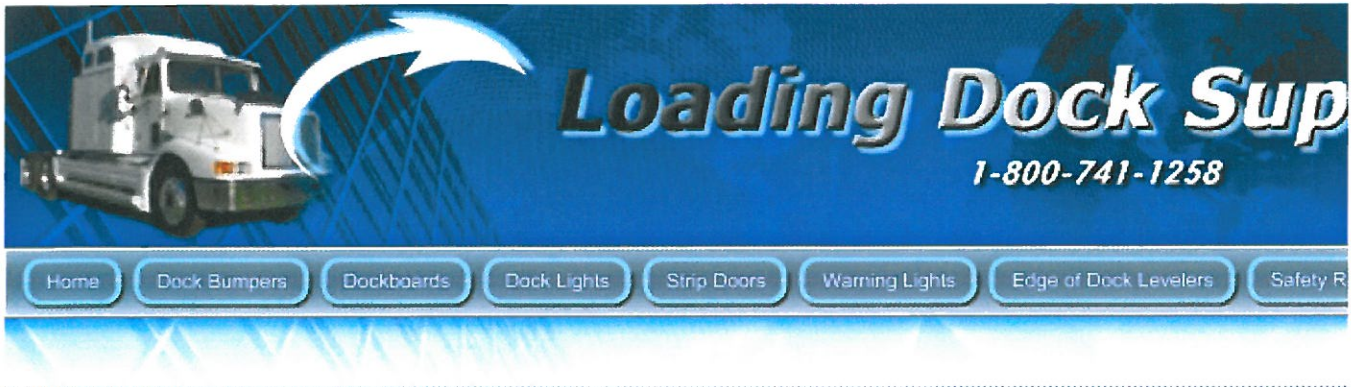 Loading Dock Sup
1-800-741-1258
Home Dock Bumpers Dockboards Dock Lights Strip Doors Warning Lights Edge of Dock Levelers Safety R